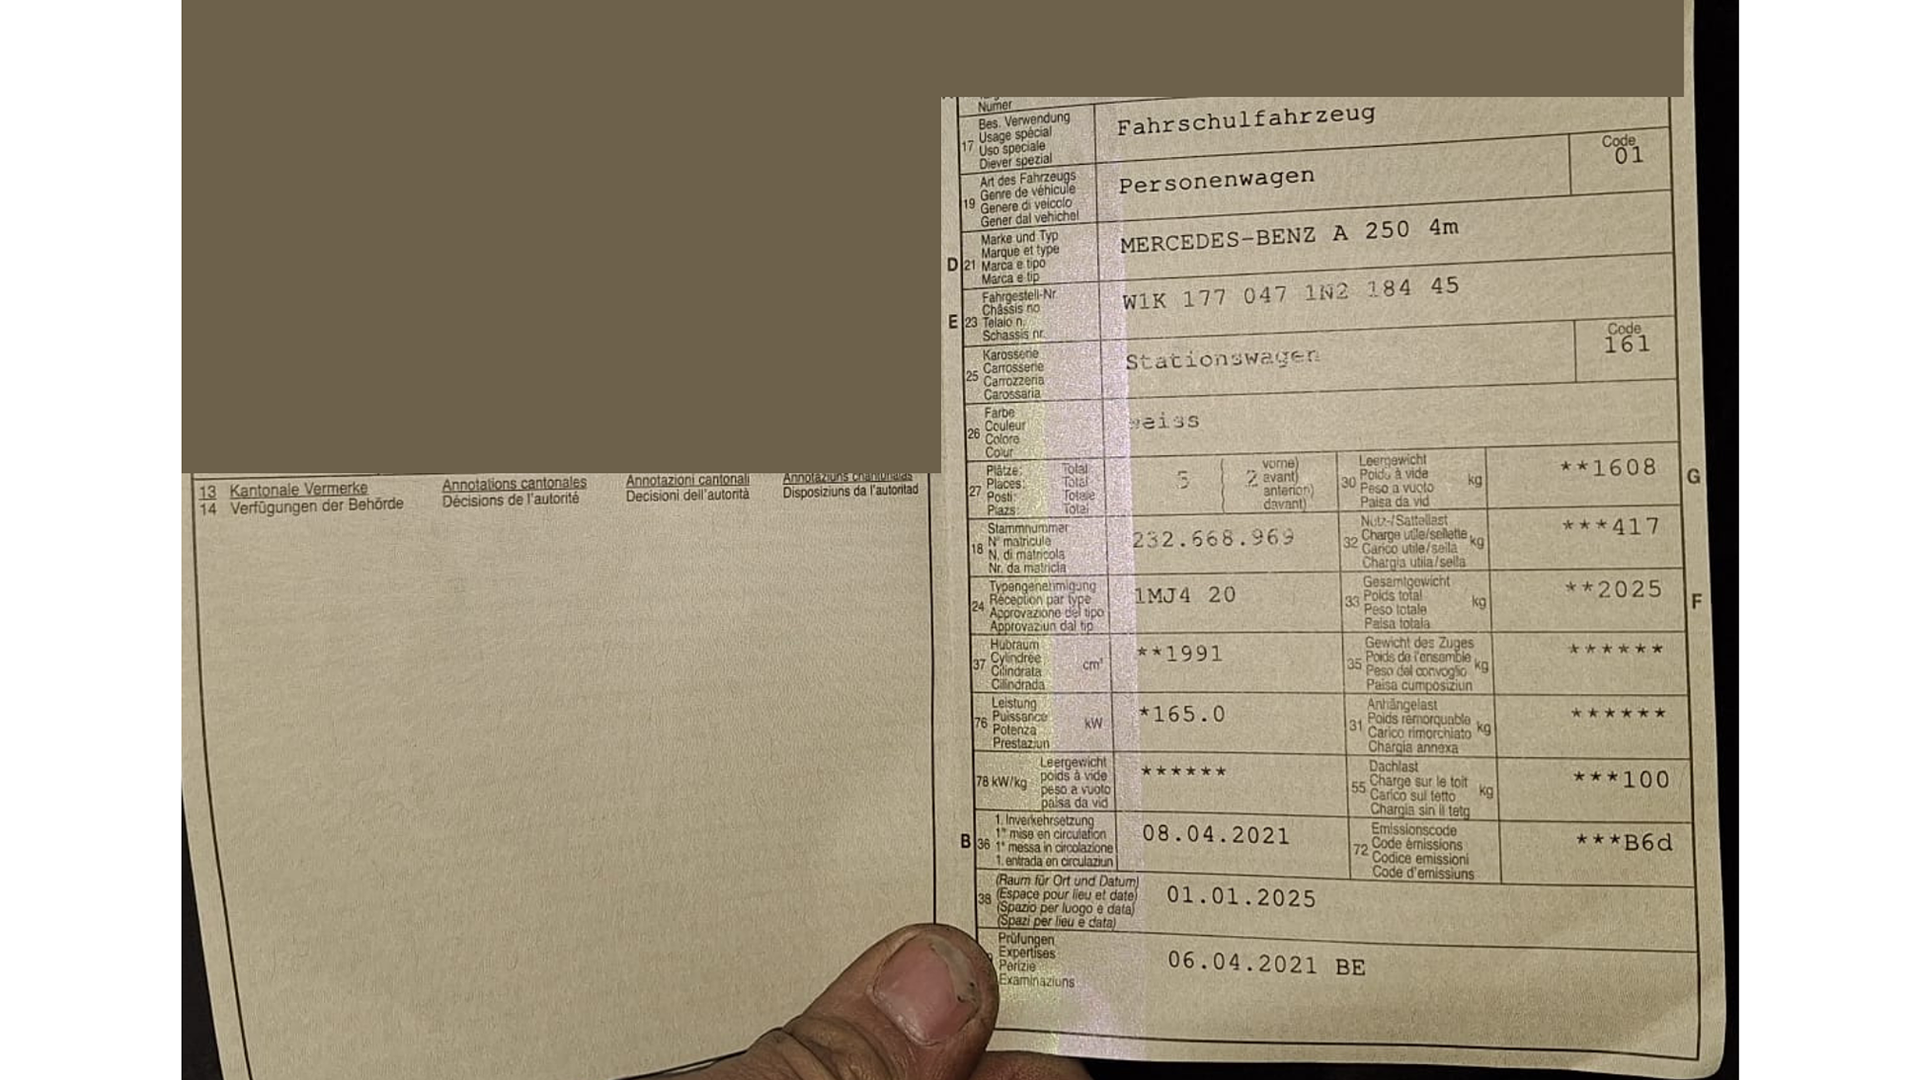 13 Kantonale Vermerke Annotations cantonales Annotazioni cantonali Annotaziuns chantunalas
14 Verfügungen der Behörde Décisions de l'autorité Decisioni dell'autorità Disposiziuns da l'autoritad
Numer
17 Bes. Verwendung
Usage spécial
Uso speciale
Diever spezial
Fahrschulfahrzeug
19 Art des Fahrzeugs
Genre de véhicule
Genere di veicolo
Gener dal vehichel
Personenwagen
Code
01
D 21 Marke und Typ
Marque et type
Marca e tipo
Marca e tip
MERCEDES-BENZ A 250 4m
E 23 Fahrgestell-Nr.
Châssis no
Telaio n.
Schassis nr.
W1K 177 047 1N2 184 45
25 Karosserie
Carrosserie
Carrozzeria
Carossaria
Stationswagen
Code
161
26 Farbe
Couleur
Colore
Colur
weiss
27 Plätze: Total
Places: Total
Posti: Totale
Plazs: Total
5 ( 2 vorne)
( avant)
( anteriori)
( davant)
30 Leergewicht
Poids à vide
Peso a vuoto
Paisa da vid
kg
**1608
G
18 Stammnummer
N° matricule
N. di matricola
Nr. da matricla
232.668.969
32 Nutz-/Sattellast
Charge utile/sellette
Carico utile/sella
Chargia utila/sella
kg
***417
24 Typengenehmigung
Réception par type
Approvazione del tipo
Approvaziun dal tip
1MJ4 20
33 Gesamtgewicht
Poids total
Peso totale
Paisa totala
kg
**2025
F
37 Hubraum
Cylindrée
Cilindrata
Cilindrada
cm³
**1991
35 Gewicht des Zuges
Poids de l'ensemble
Peso del convoglio
Paisa cumposiziun
kg
******
76 Leistung
Puissance
Potenza
Prestaziun
kW
*165.0
31 Anhängelast
Poids remorquable
Carico rimorchiato
Chargia annexa
kg
******
78 kW/kg Leergewicht
poids à vide
peso a vuoto
paisa da vid
******
55 Dachlast
Charge sur le toit
Carico sul tetto
Chargia sin il tetg
kg
***100
B 36 1. Inverkehrsetzung
1re mise en circulation
1a messa in circolazione
1. entrada en circulaziun
08.04.2021
72 Emissionscode
Code émissions
Codice emissioni
Code d'emissiuns
***B6d
38 (Raum für Ort und Datum)
(Espace pour lieu et date)
(Spazio per luogo e data)
(Spazi per lieu e data)
01.01.2025
Prüfungen
Expertises
Perizie
Examinaziuns
06.04.2021 BE